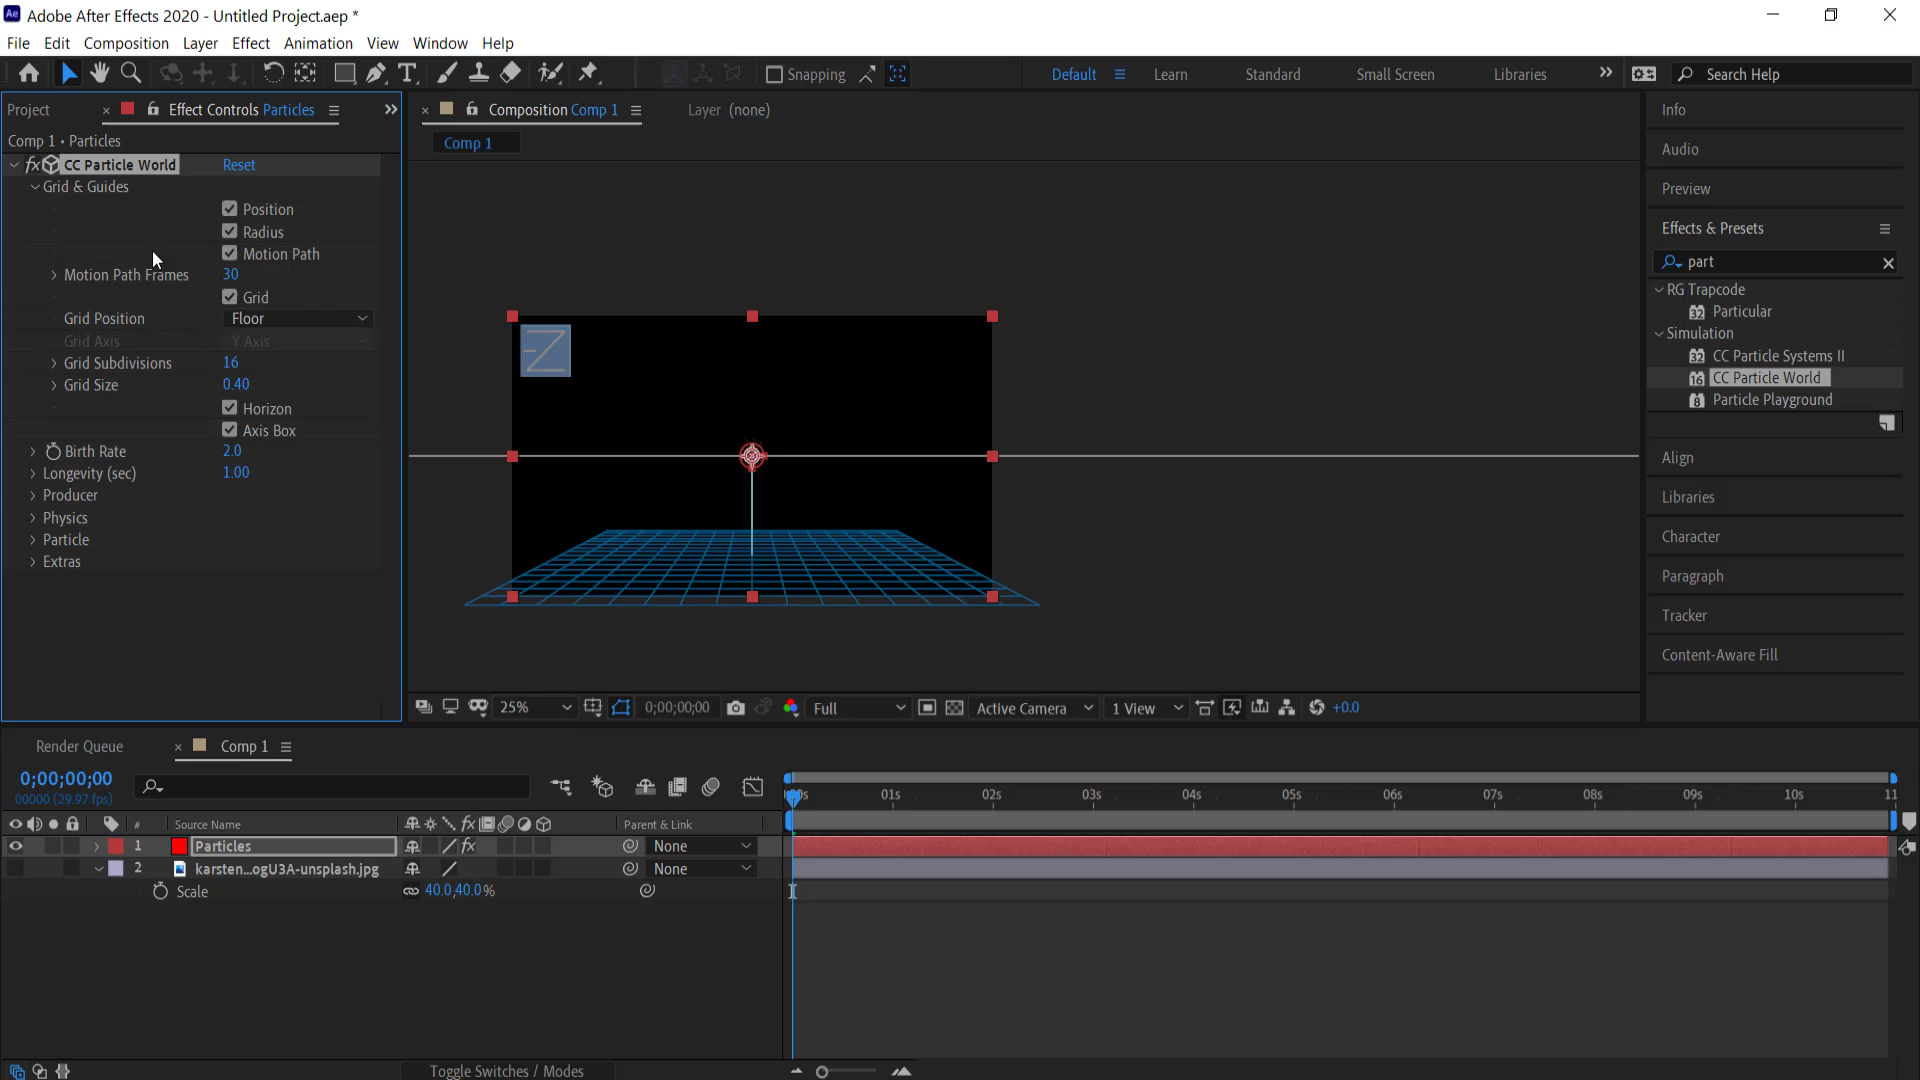 Ae Adobe After Effects 2020 - Untitled Project.aep *
File Edit Composition Layer Effect Animation View Window Help
Snapping Default Learn Standard Small Screen Libraries Search Help
Project Effect Controls Particles
Comp 1 • Particles
fx CC Particle World Reset
Grid & Guides
Position
Radius
Motion Path
Motion Path Frames 30
Grid
Grid Position Floor
Grid Axis Y Axis
Grid Subdivisions 16
Grid Size 0.40
Horizon
Axis Box
Birth Rate 2.0
Longevity (sec) 1.00
Producer
Physics
Particle
Extras
Composition Comp 1 Layer (none)
Comp 1
-Z
25% 0;00;00;00 Full Active Camera 1 View +0.0
Info
Audio
Preview
Effects & Presets
part
RG Trapcode
32 Particular
Simulation
32 CC Particle Systems II
16 CC Particle World
8 Particle Playground
Align
Libraries
Character
Paragraph
Tracker
Content-Aware Fill
Render Queue Comp 1
0;00;00;00
00000 (29.97 fps)
01s 02s 03s 04s 05s 06s 07s 08s 09s 10s 11
# Source Name fx Parent & Link
1 Particles fx None
2 karsten...ogU3A-unsplash.jpg None
Scale 40.0,40.0%
Toggle Switches / Modes